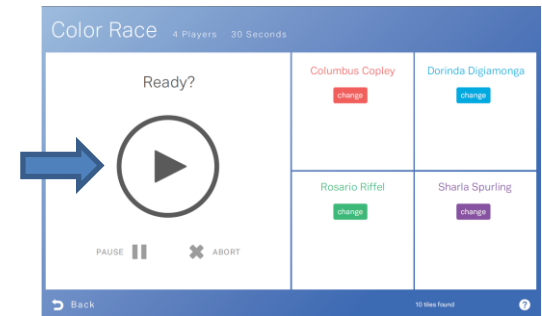 Color Race 4 Players 30 Seconds
Ready?
PAUSE ABORT
Columbus Copley
change
Dorinda Digiamonga
change
Rosario Riffel
change
Sharla Spurling
change
Back
10 tiles found
?